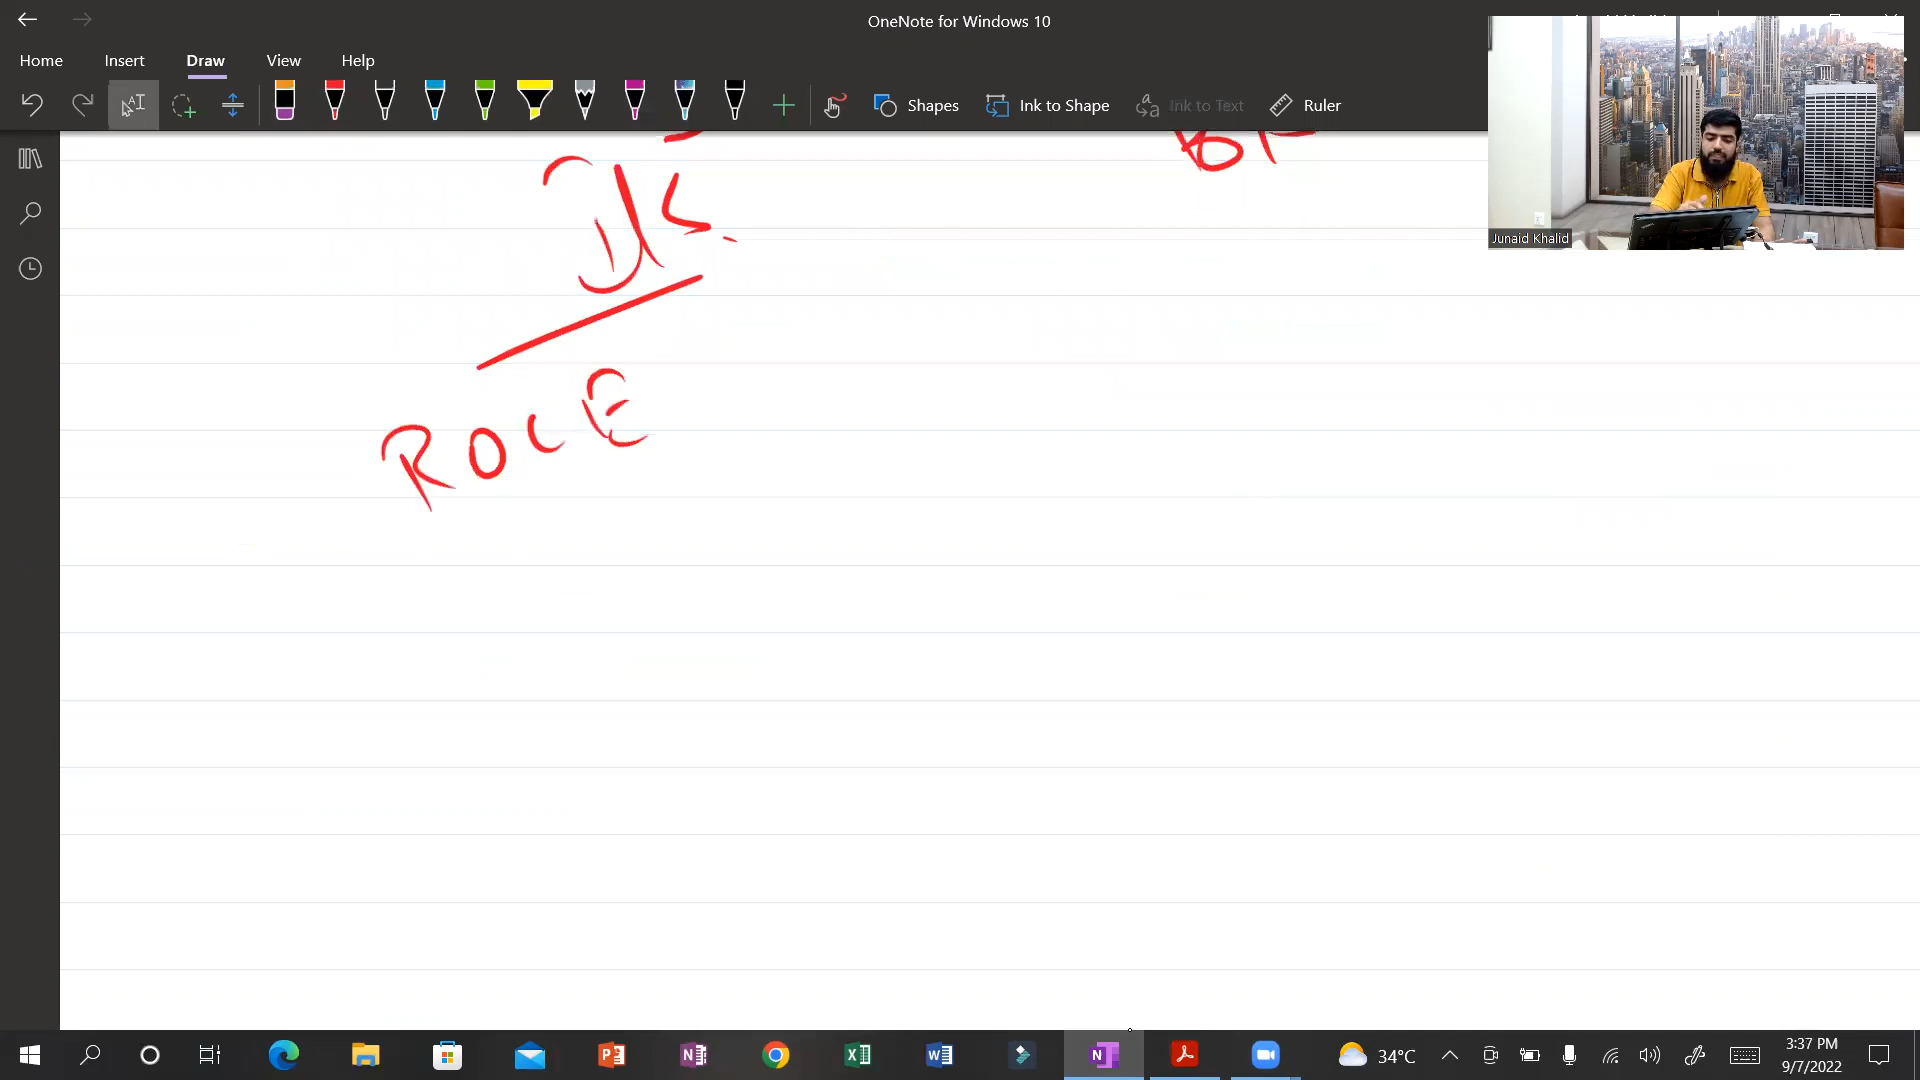 OneNote for Windows 10
Home Insert Draw View Help
Shapes Ink to Shape Ink to Text Ruler
Junaid Khalid
ROCE
34°C
3:37 PM
9/7/2022